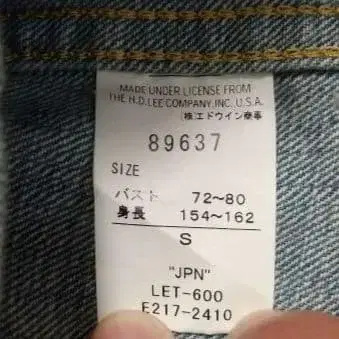 MADE UNDER LICENSE FROM
THE H.D.LEE COMPANY,INC.,U.S.A.
(株)エドウイン商事
89637
SIZE
バスト 72～80
身長 154～162
S
"JPN"
LET-600
E217-2410